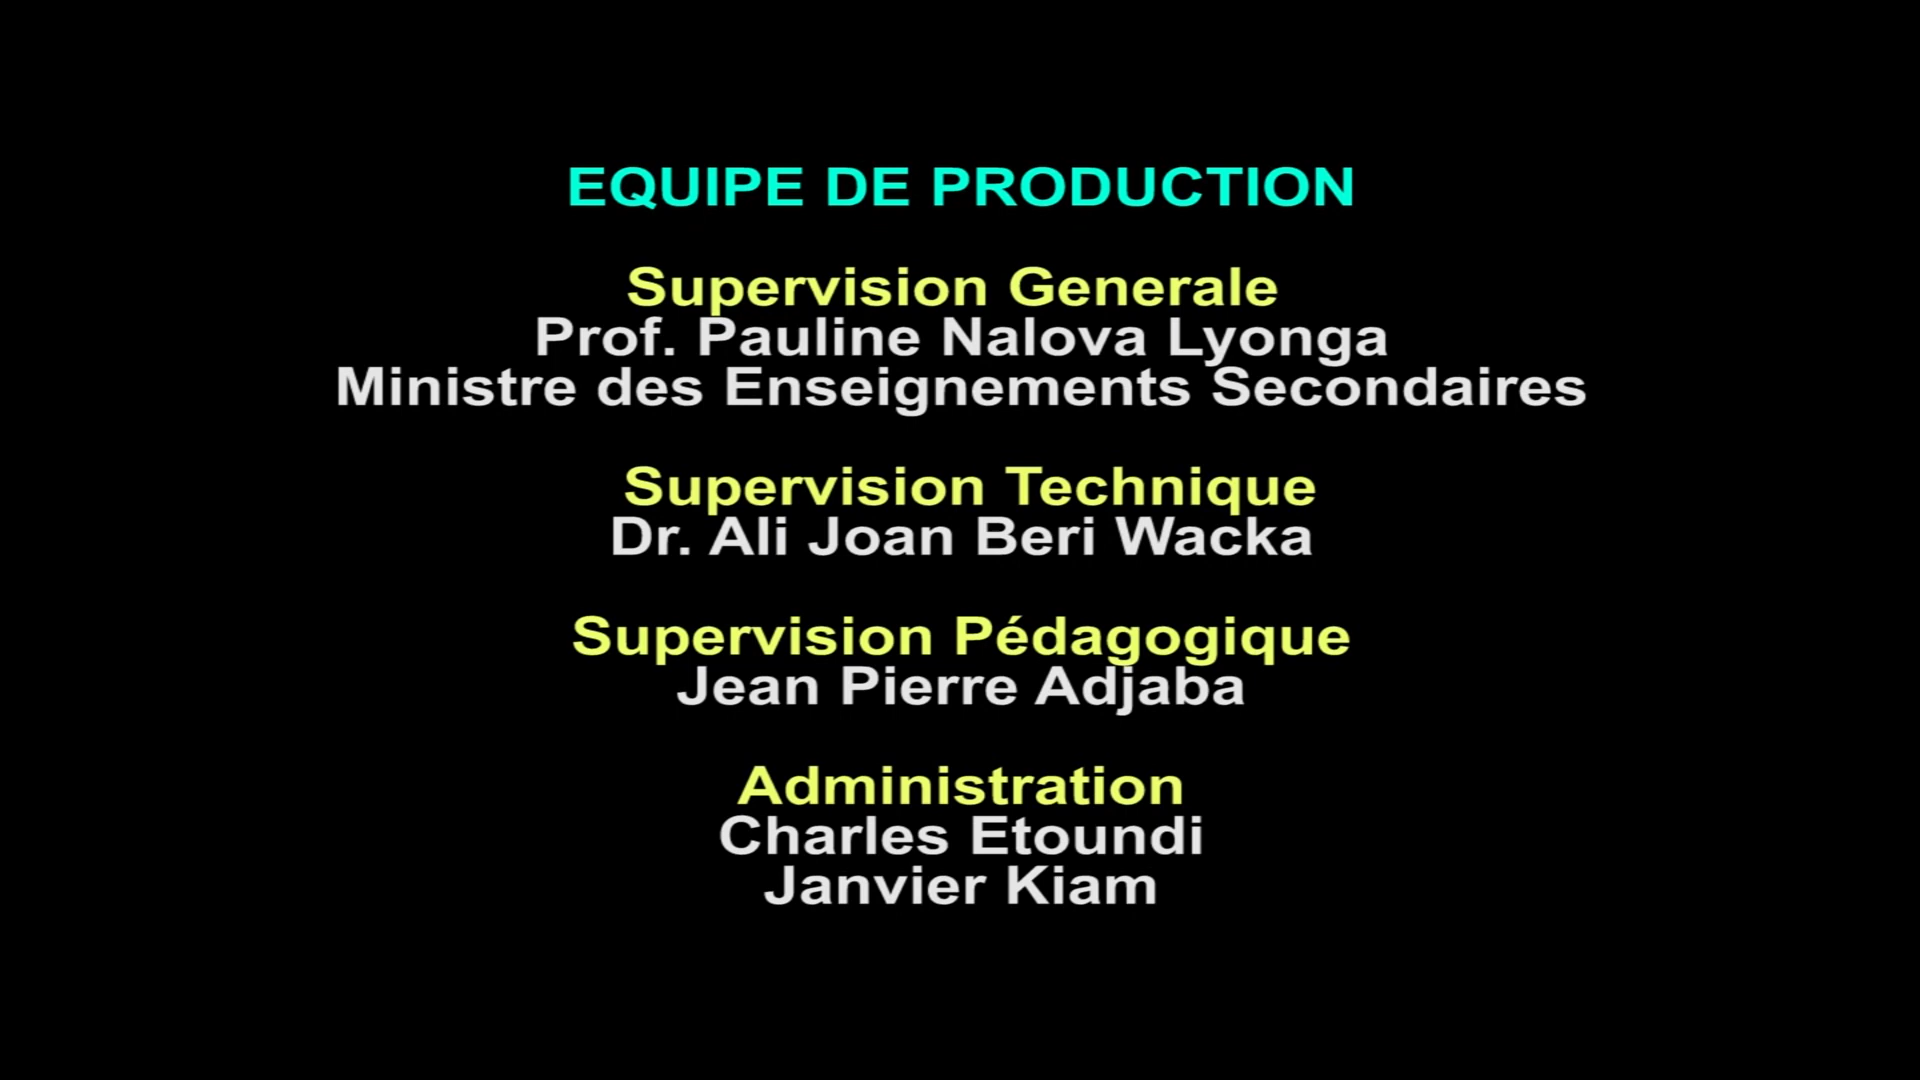 EQUIPE DE PRODUCTION
Supervision Generale
Prof. Pauline Nalova Lyonga
Ministre des Enseignements Secondaires
Supervision Technique
Dr. Ali Joan Beri Wacka
Supervision Pédagogique
Jean Pierre Adjaba
Administration
Charles Etoundi
Janvier Kiam